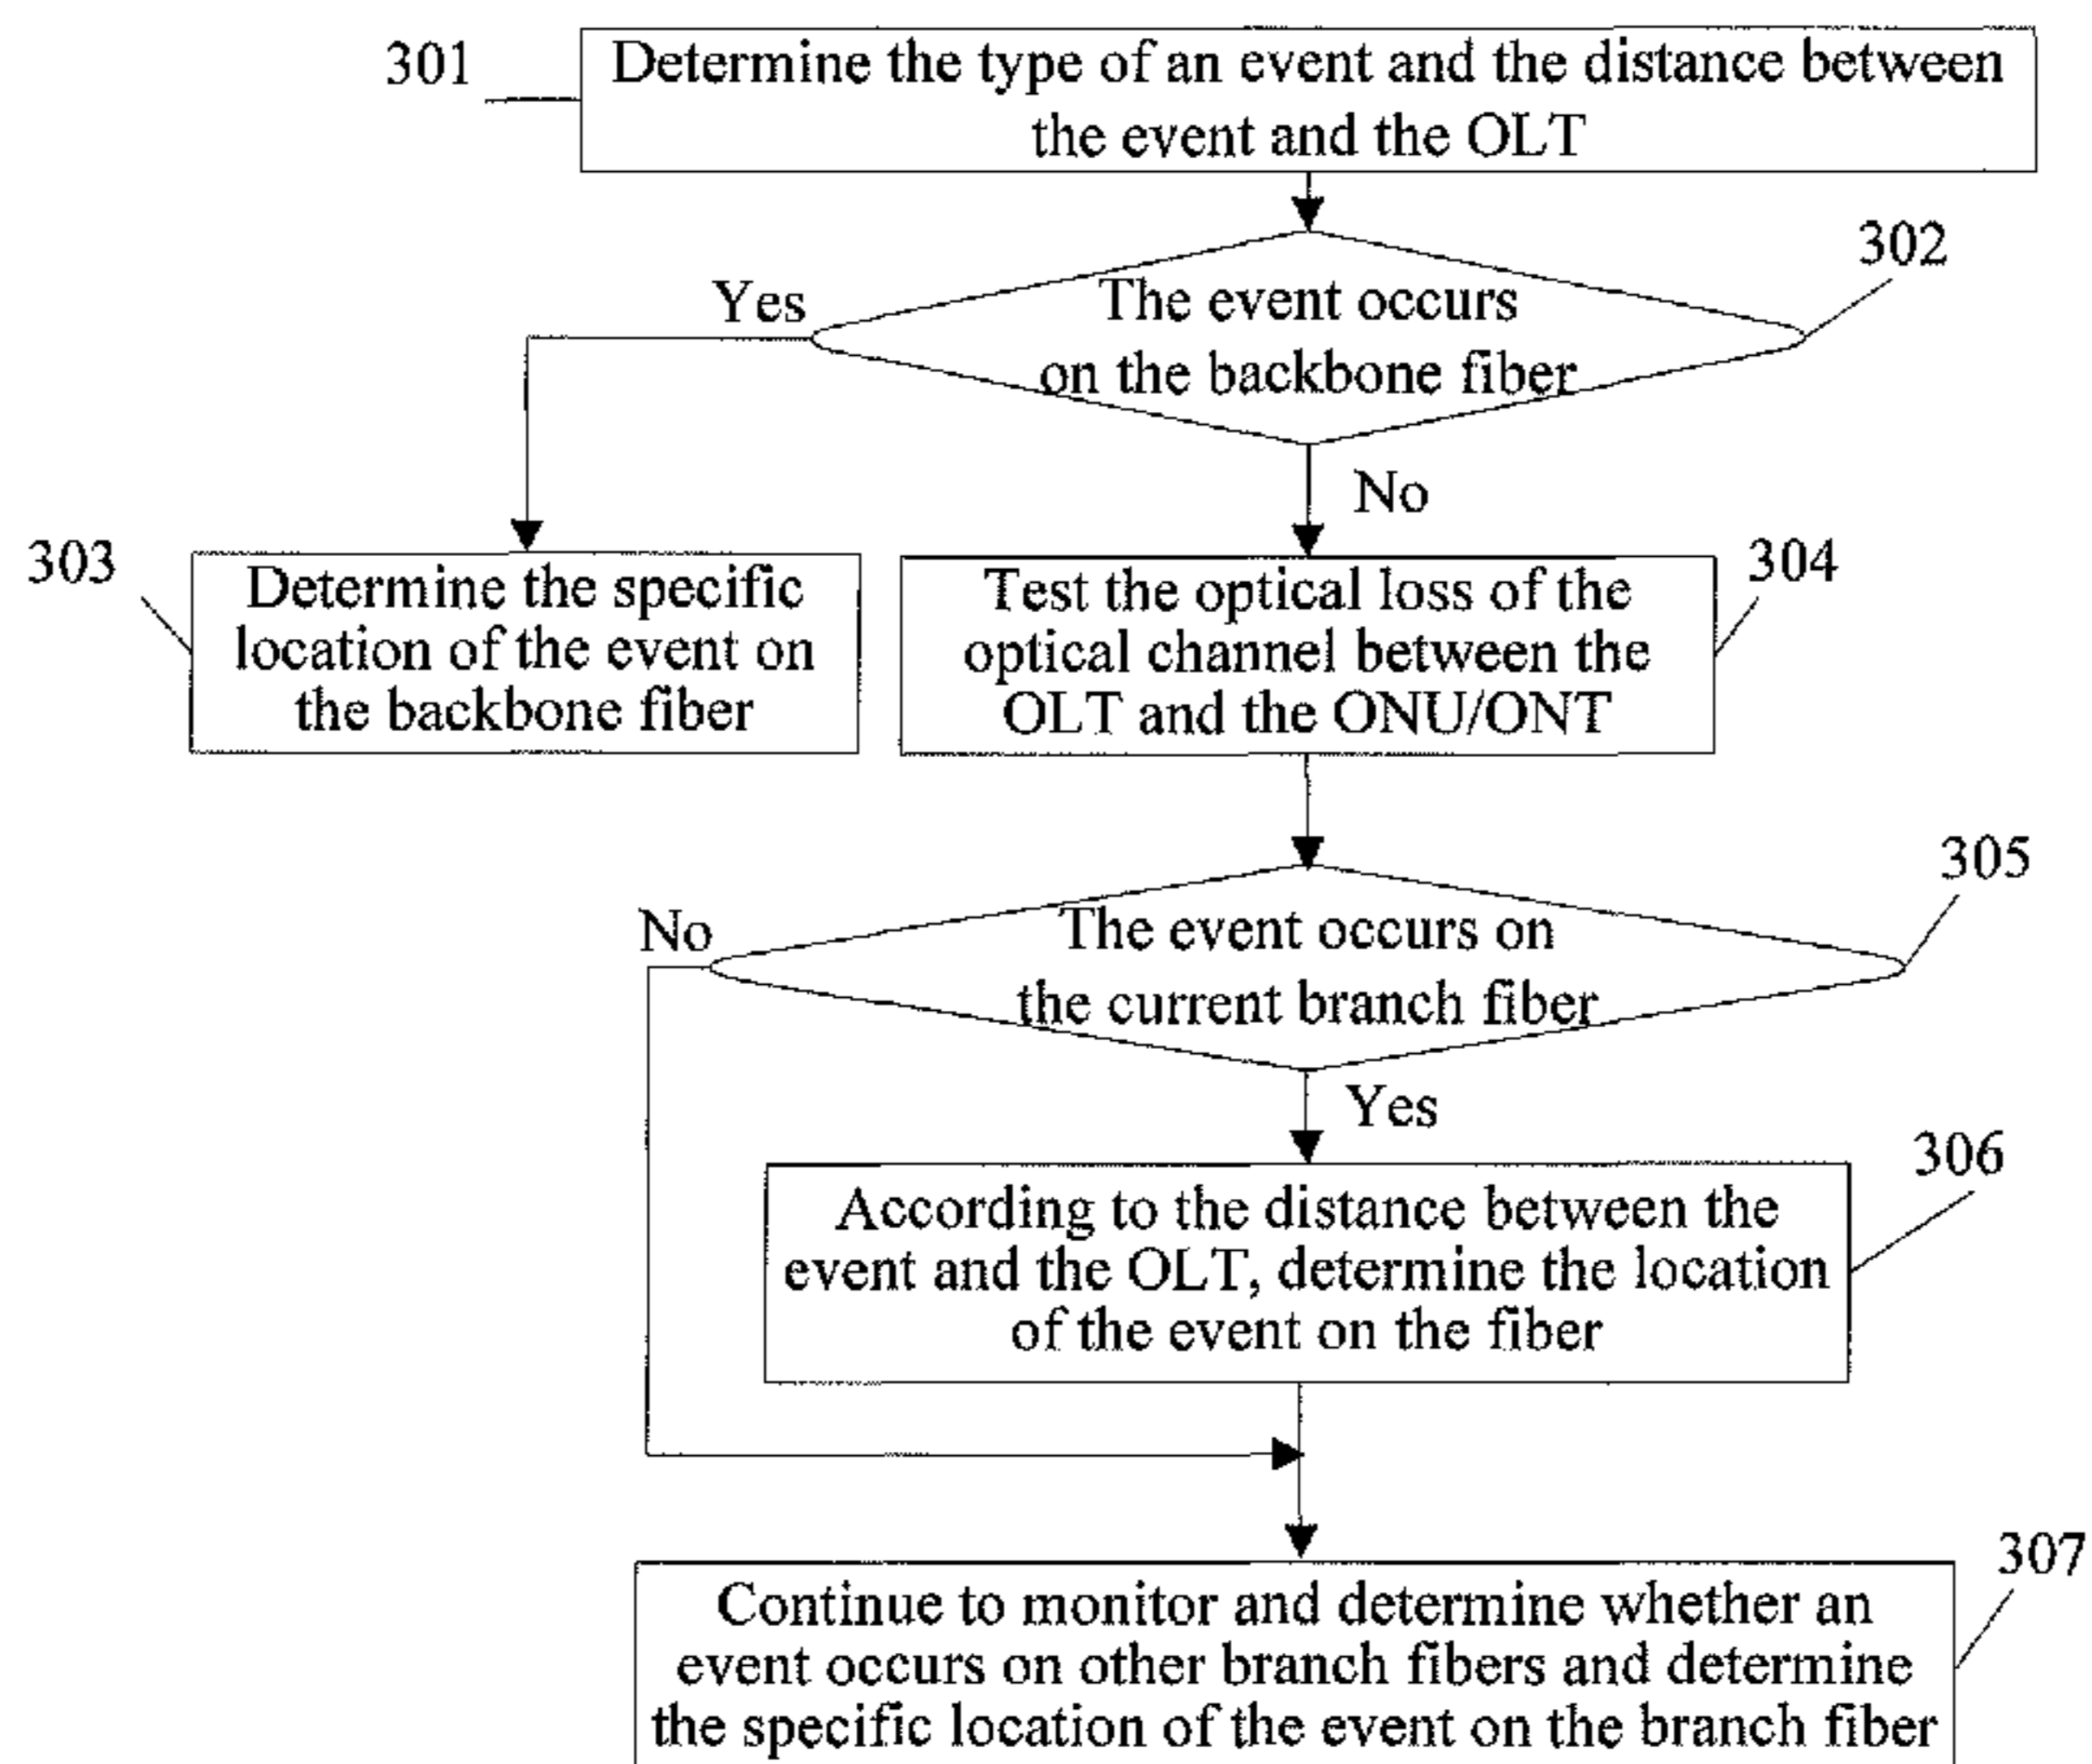 301
Determine the type of an event and the distance between
the event and the OLT
302
Yes
The event occurs
on the backbone fiber
No
303
Determine the specific
location of the event on
the backbone fiber
304
Test the optical loss of the
optical channel between the
OLT and the ONU/ONT
305
No
The event occurs on
the current branch fiber
Yes
306
According to the distance between the
event and the OLT, determine the location
of the event on the fiber
307
Continue to monitor and determine whether an
event occurs on other branch fibers and determine
the specific location of the event on the branch fiber